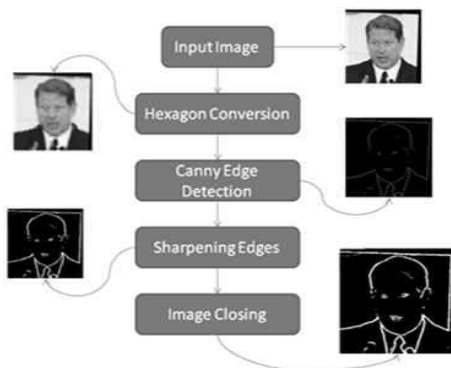 Input Image
Hexagon Conversion
Canny Edge
Detection
Sharpening Edges
Image Closing